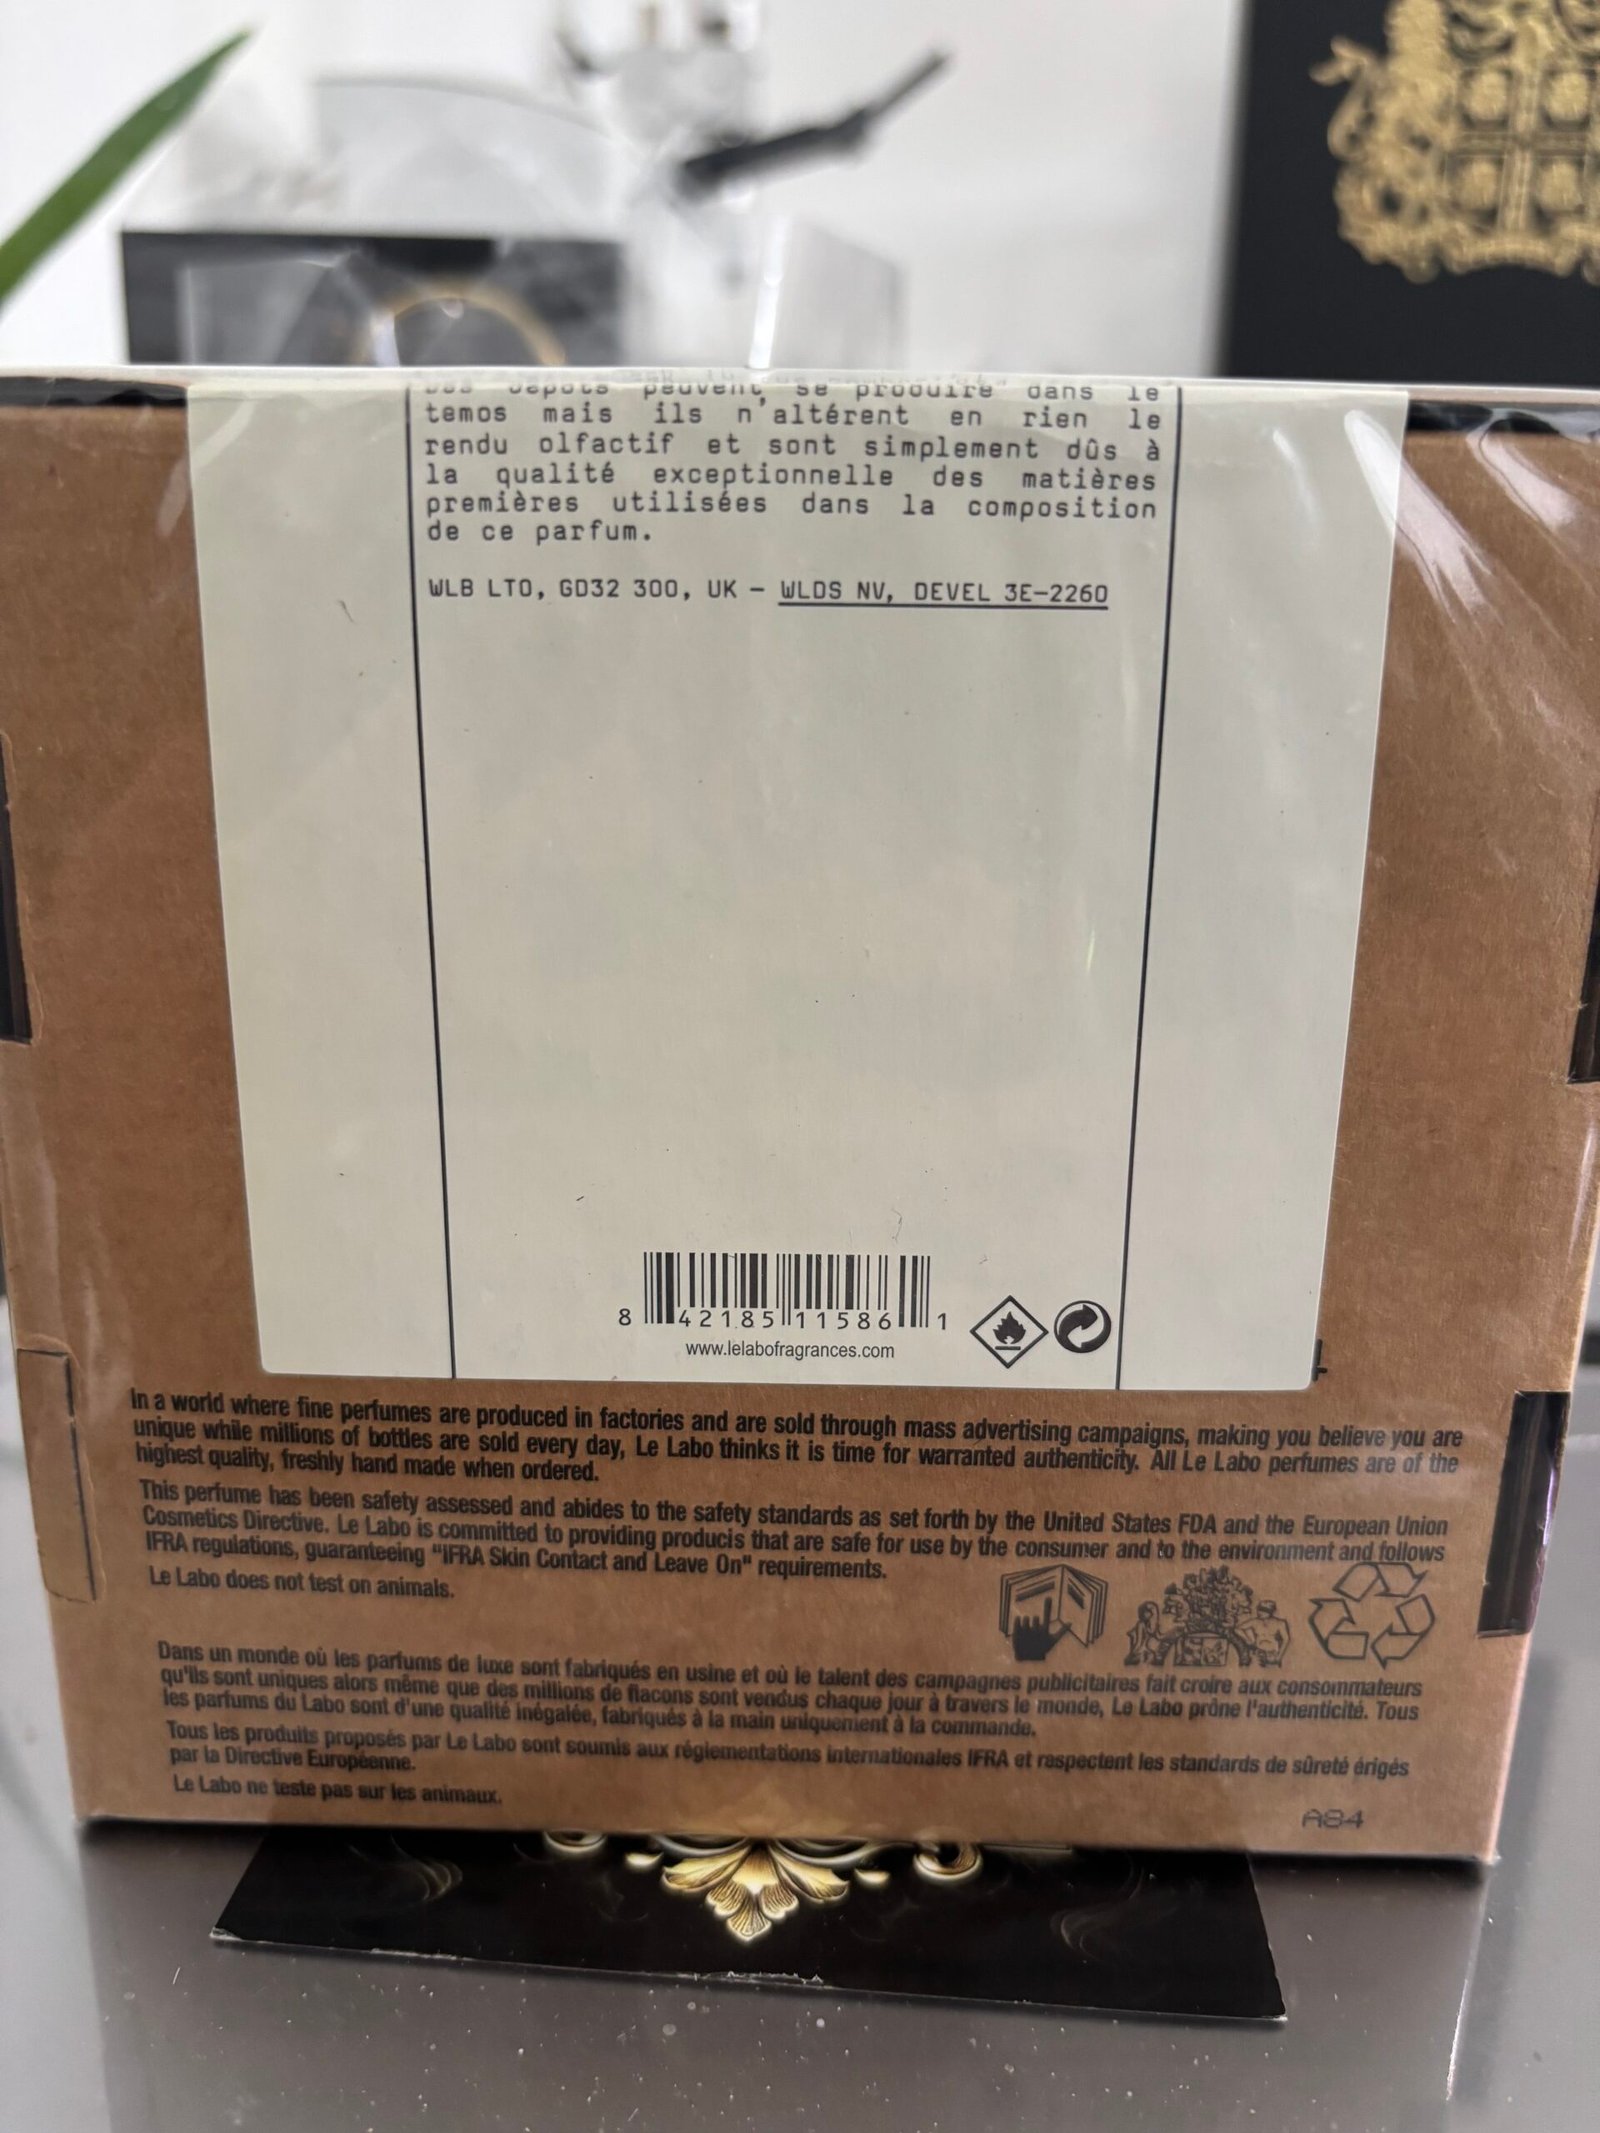 dépôts peuvent se produire dans le
temos mais ils n'altérent en rien le
rendu olfactif et sont simplement dûs à
la qualité exceptionnelle des matières
premières utilisées dans la composition
de ce parfum.
WLB LTO, GD32 300, UK – WLDS NV, DEVEL 3E–2260
8 42185 11586 1
www.lelabofragrances.com
In a world where fine perfumes are produced in factories and are sold through mass advertising campaigns, making you believe you are
unique while millions of bottles are sold every day, Le Labo thinks it is time for warranted authenticity. All Le Labo perfumes are of the
highest quality, freshly hand made when ordered.
This perfume has been safety assessed and abides to the safety standards as set forth by the United States FDA and the European Union
Cosmetics Directive. Le Labo is committed to providing producis that are safe for use by the consumer and to the environment and follows
IFRA regulations, guaranteeing "IFRA Skin Contact and Leave On" requirements.
Le Labo does not test on animals.
Dans un monde où les parfums de luxe sont fabriqués en usine et où le talent des campagnes publicitaires fait croire aux consommateurs
qu'ils sont uniques alors même que des millions de flacons sont vendus chaque jour à travers le monde, Le Labo prône l'authenticité. Tous
les parfums du Labo sont d'une qualité inégalée, fabriqués à la main uniquement à la commande.
Tous les produits proposés par Le Labo sont soumis aux réglementations internationales IFRA et raspectent les standards de sûreté érigés
par la Directive Européenne.
Le Labo ne teste pas sur les animaux.
A84